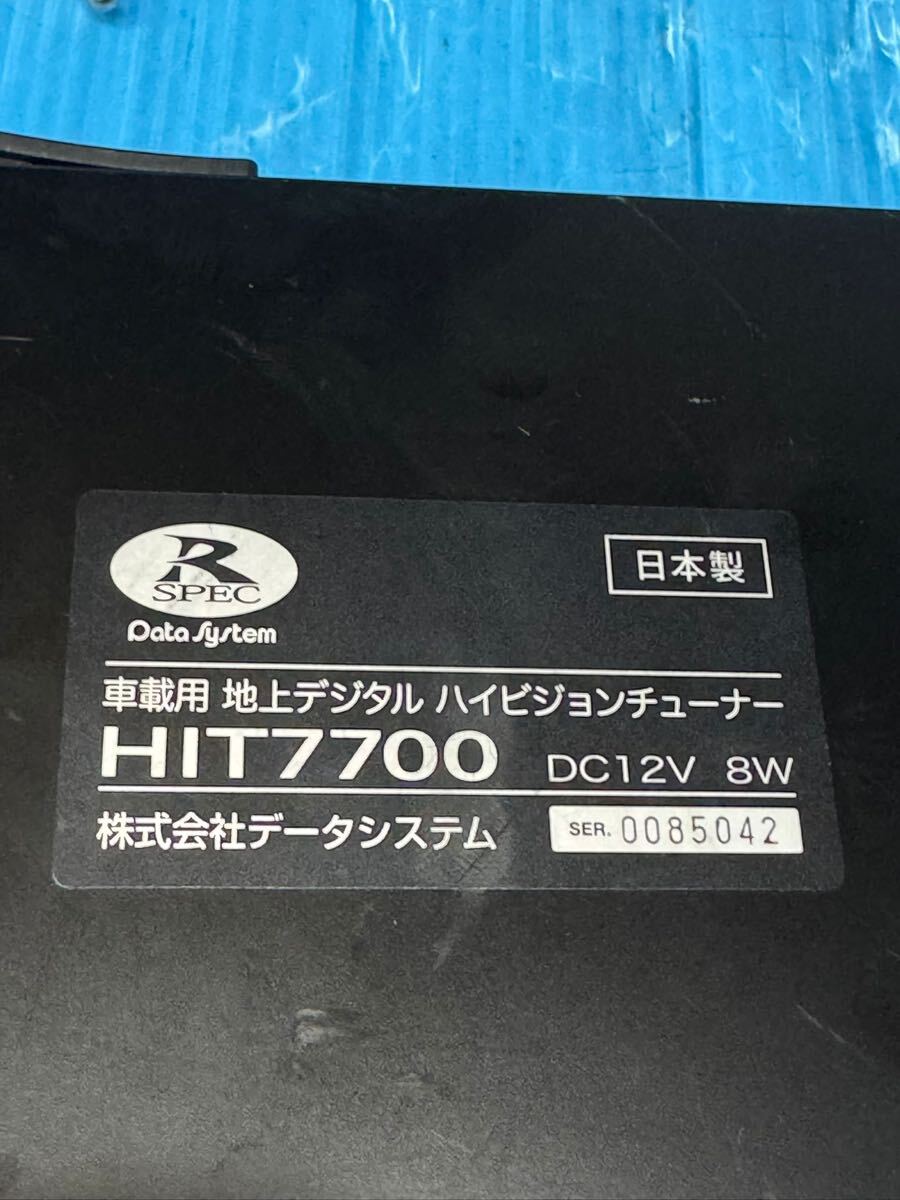 R
SPEC
Data System
日本製
車載用 地上デジタル ハイビジョンチューナー
HIT7700 DC12V 8W
株式会社データシステム SER. 0085042